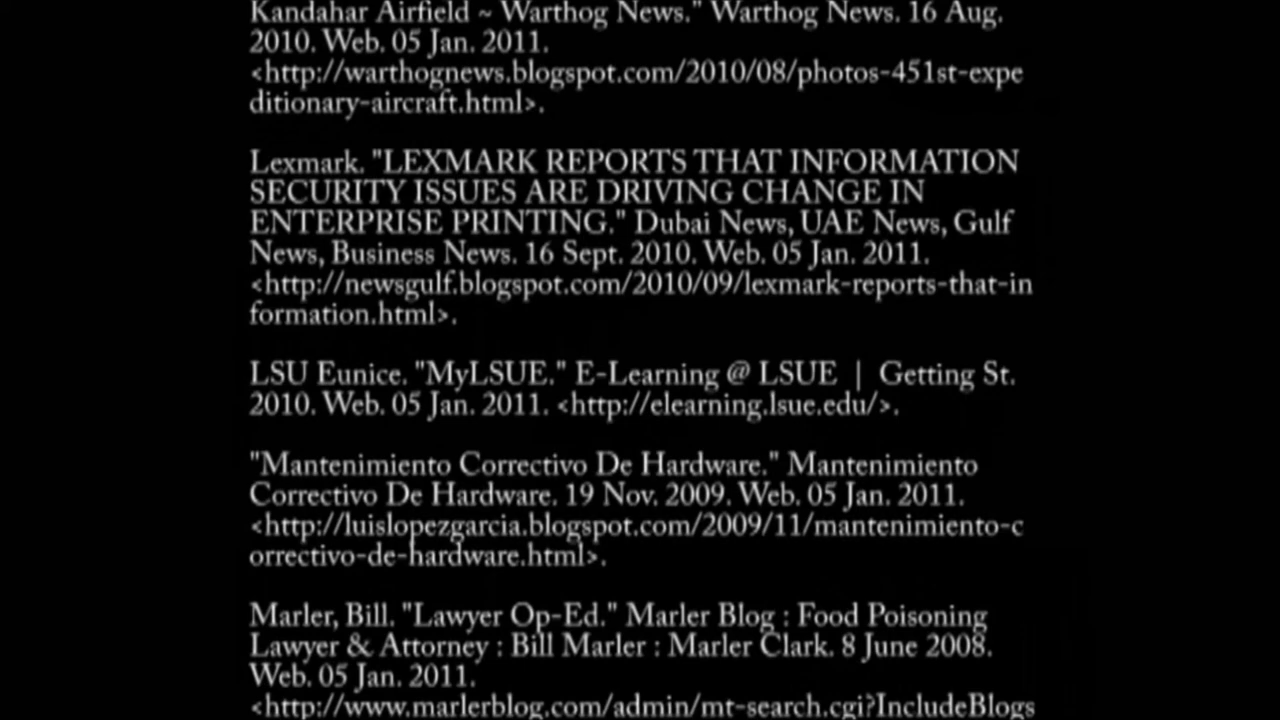 Kandahar Airfield ~ Warthog News." Warthog News. 16 Aug.
2010. Web. 05 Jan. 2011.
<http://warthognews.blogspot.com/2010/08/photos-451st-expe
ditionary-aircraft.html>.
Lexmark. "LEXMARK REPORTS THAT INFORMATION
SECURITY ISSUES ARE DRIVING CHANGE IN
ENTERPRISE PRINTING." Dubai News, UAE News, Gulf
News, Business News. 16 Sept. 2010. Web. 05 Jan. 2011.
<http://newsgulf.blogspot.com/2010/09/lexmark-reports-that-in
formation.html>.
LSU Eunice. "MyLSUE." E-Learning @ LSUE | Getting St.
2010. Web. 05 Jan. 2011. <http://elearning.lsue.edu/>.
"Mantenimiento Correctivo De Hardware." Mantenimiento
Correctivo De Hardware. 19 Nov. 2009. Web. 05 Jan. 2011.
<http://luislopezgarcia.blogspot.com/2009/11/mantenimiento-c
orrectivo-de-hardware.html>.
Marler, Bill. "Lawyer Op-Ed." Marler Blog : Food Poisoning
Lawyer & Attorney : Bill Marler : Marler Clark. 8 June 2008.
Web. 05 Jan. 2011.
<http://www.marlerblog.com/admin/mt-search.cgi?IncludeBlogs